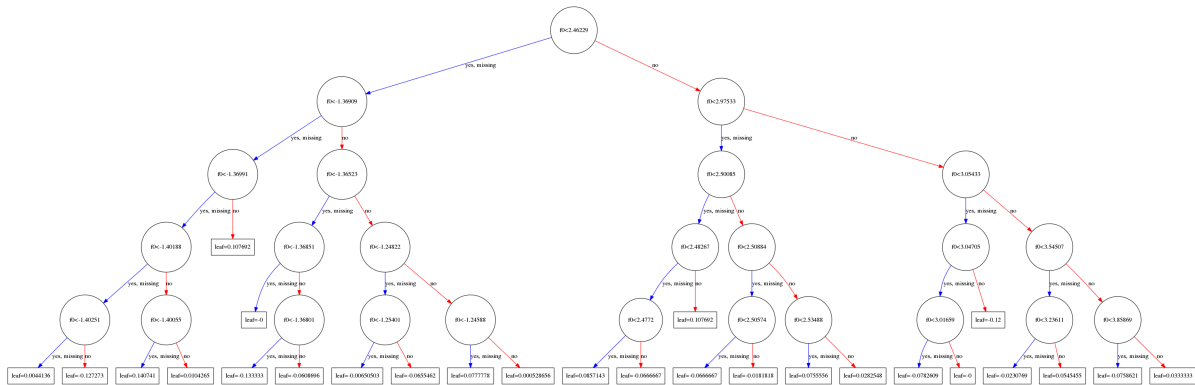 f0<2.46229
yes, missing
no
f0<-1.36909
f0<2.97533
yes, missing
no
yes, missing
no
f0<-1.36991
f0<-1.36523
f0<2.50085
f0<3.05433
yes, missing
no
yes, missing
no
yes, missing
no
yes, missing
no
f0<-1.40188
leaf=0.107692
f0<-1.36851
f0<-1.24822
f0<2.48267
f0<2.50884
f0<3.04705
f0<3.54507
yes, missing
no
yes, missing
no
yes, missing
no
yes, missing
no
yes, missing
no
yes, missing
no
yes, missing
no
f0<-1.40251
f0<-1.40055
leaf=-0
f0<-1.36801
f0<-1.25401
f0<-1.24588
f0<2.4772
leaf=0.107692
f0<2.50574
f0<2.53488
f0<3.01659
leaf=-0.12
f0<3.23611
f0<3.85869
yes, missing
no
yes, missing
no
yes, missing
no
yes, missing
no
yes, missing
no
yes, missing
no
yes, missing
no
yes, missing
no
yes, missing
no
yes, missing
no
yes, missing
no
leaf=0.0044136
leaf=-0.127273
leaf=0.140741
leaf=0.0104265
leaf=-0.133333
leaf=-0.0608696
leaf=-0.00650503
leaf=-0.0655462
leaf=0.0777778
leaf=0.000528656
leaf=0.0857143
leaf=-0.0666667
leaf=-0.0666667
leaf=-0.0181818
leaf=0.0755556
leaf=0.0282548
leaf=-0.0782609
leaf=-0
leaf=-0.0230769
leaf=0.0545455
leaf=-0.0758621
leaf=0.0333333